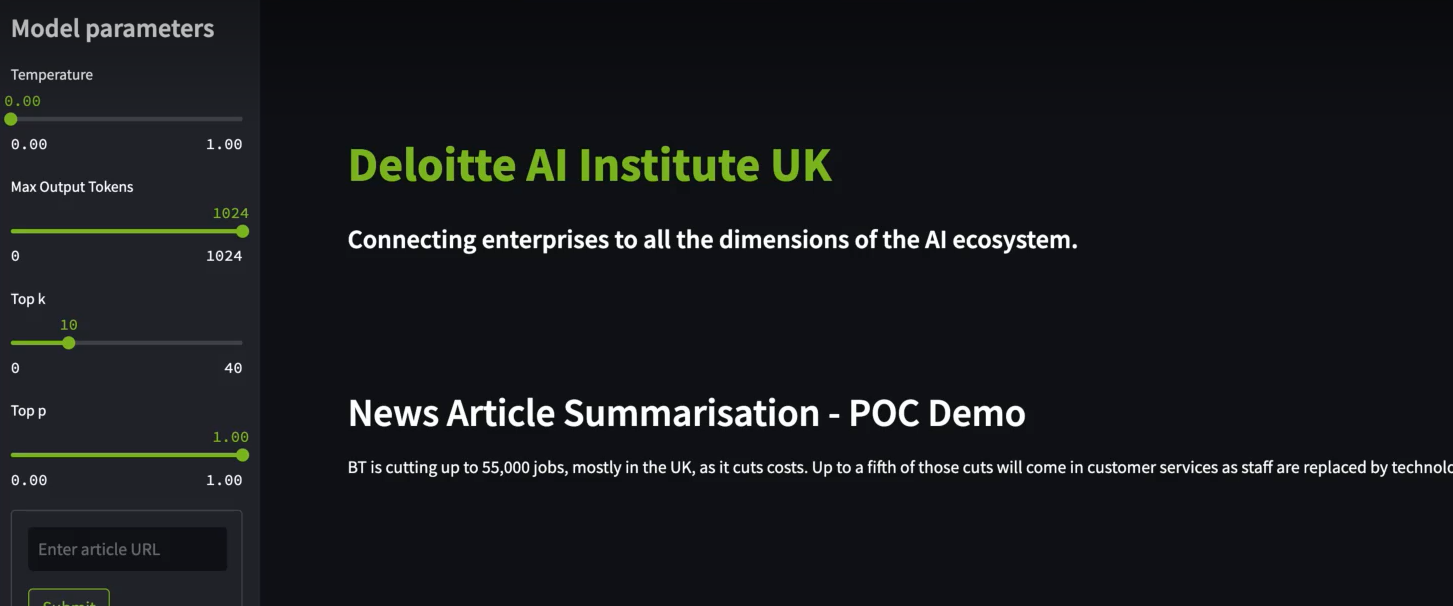 Model parameters
Temperature
0.00
0.00 1.00
Max Output Tokens
1024
0 1024
Top k
10
0 40
Top p
1.00
0.00 1.00
Enter article URL
Submit
Deloitte AI Institute UK
Connecting enterprises to all the dimensions of the AI ecosystem.
News Article Summarisation - POC Demo
BT is cutting up to 55,000 jobs, mostly in the UK, as it cuts costs. Up to a fifth of those cuts will come in customer services as staff are replaced by